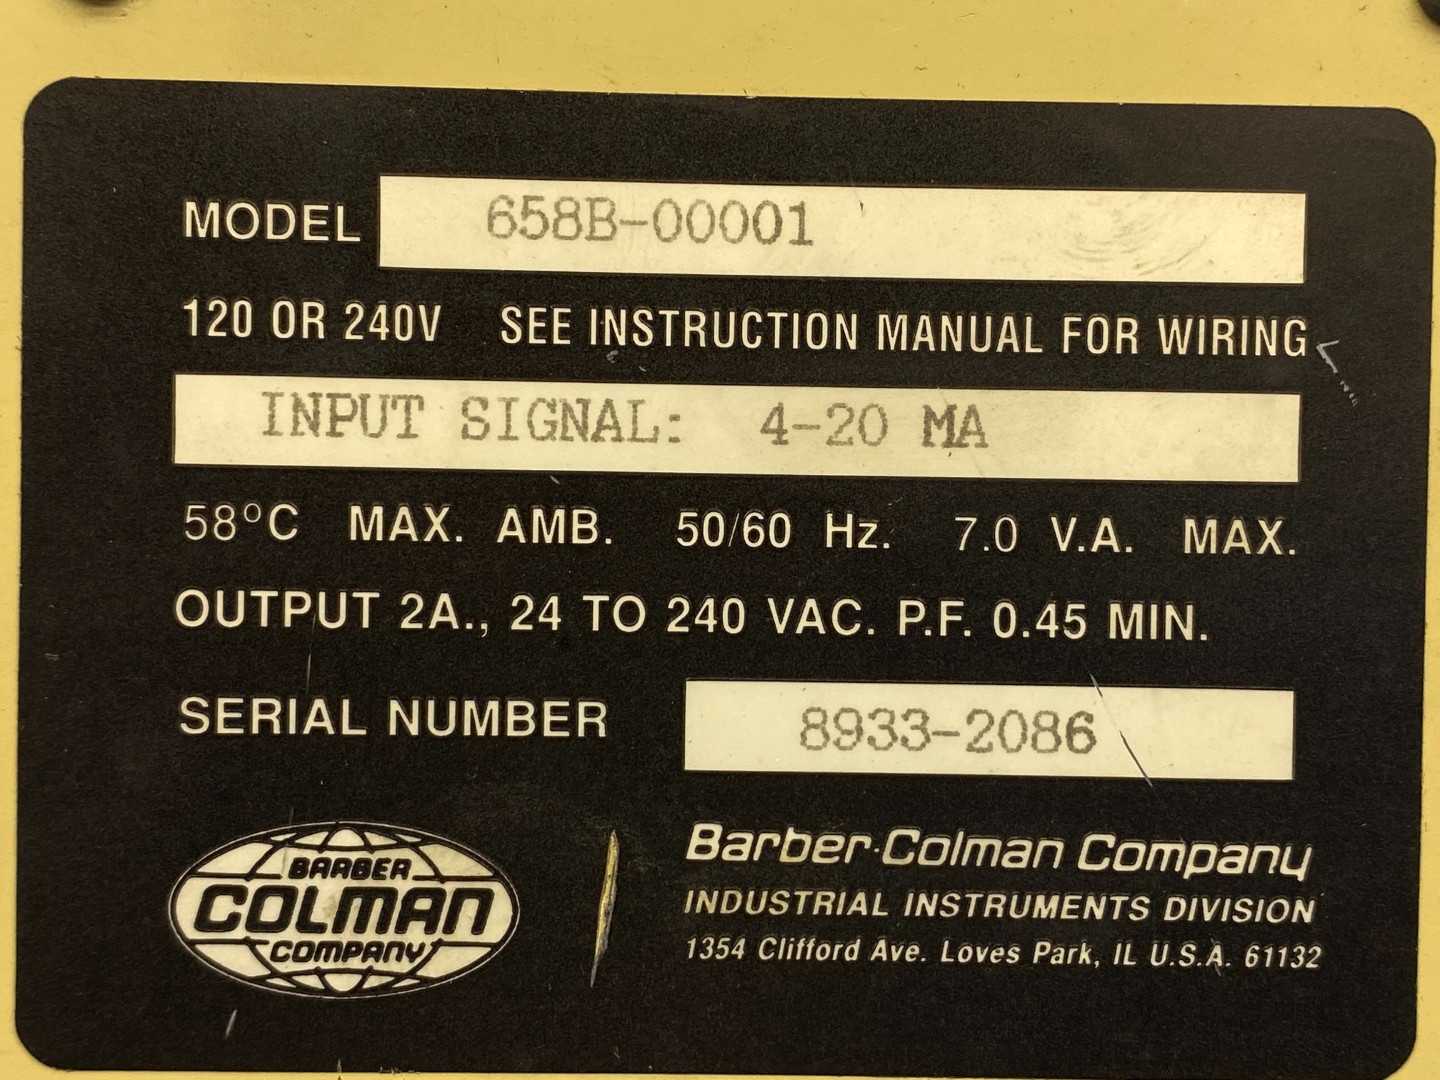 MODEL 658B-00001
120 OR 240V SEE INSTRUCTION MANUAL FOR WIRING
INPUT SIGNAL: 4-20 MA
58°C MAX. AMB. 50/60 Hz. 7.0 V.A. MAX.
OUTPUT 2A., 24 TO 240 VAC. P.F. 0.45 MIN.
SERIAL NUMBER 8933-2086
BARBER
COLMAN
COMPANY
Barber-Colman Company
INDUSTRIAL INSTRUMENTS DIVISION
1354 Clifford Ave. Loves Park, IL U.S.A. 61132